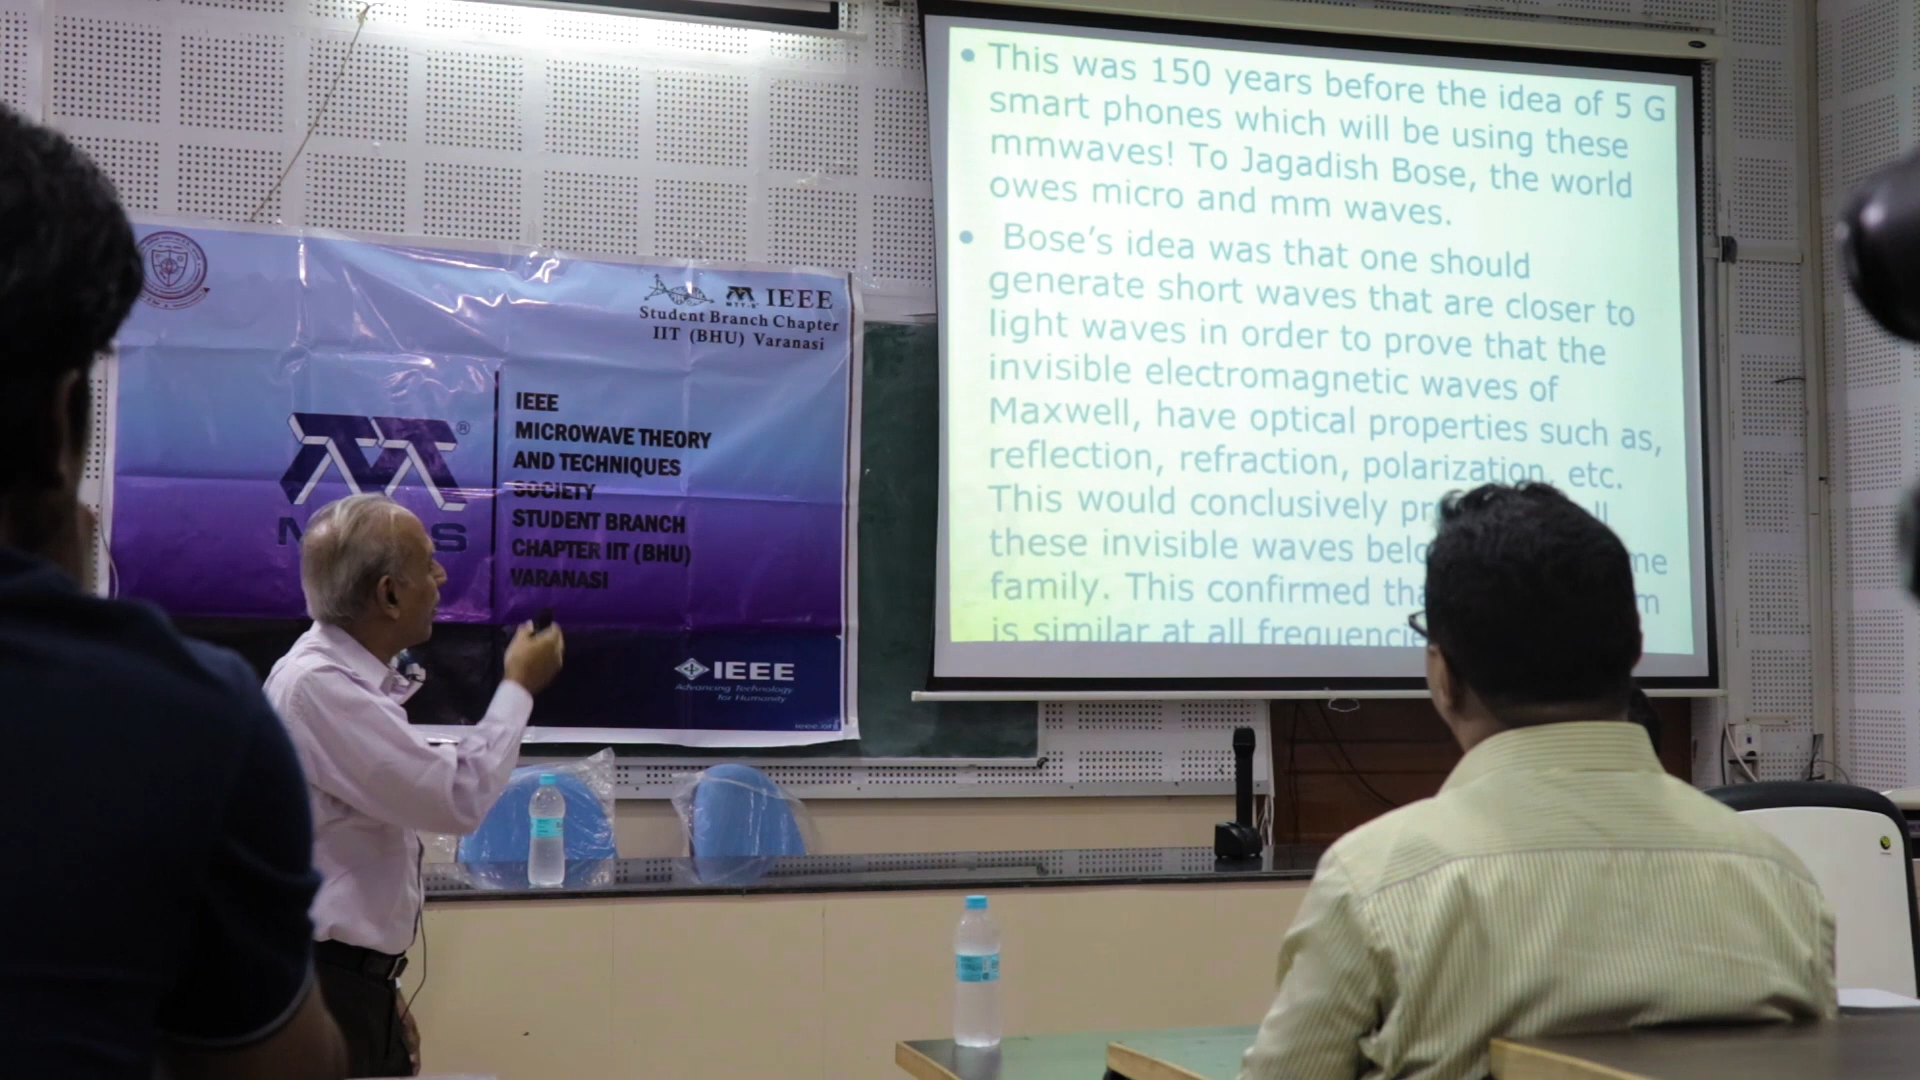 IEEE
Student Branch Chapter
IIT (BHU) Varanasi
IEEE
MICROWAVE THEORY
AND TECHNIQUES
SOCIETY
STUDENT BRANCH
CHAPTER IIT (BHU)
VARANASI
IEEE
Advancing Technology
for Humanity
• This was 150 years before the idea of 5 G
smart phones which will be using these
mmwaves! To Jagadish Bose, the world
owes micro and mm waves.
• Bose's idea was that one should
generate short waves that are closer to
light waves in order to prove that the
invisible electromagnetic waves of
Maxwell, have optical properties such as,
reflection, refraction, polarization, etc.
This would conclusively
these invisible waves
family. This confirmed
is similar at all